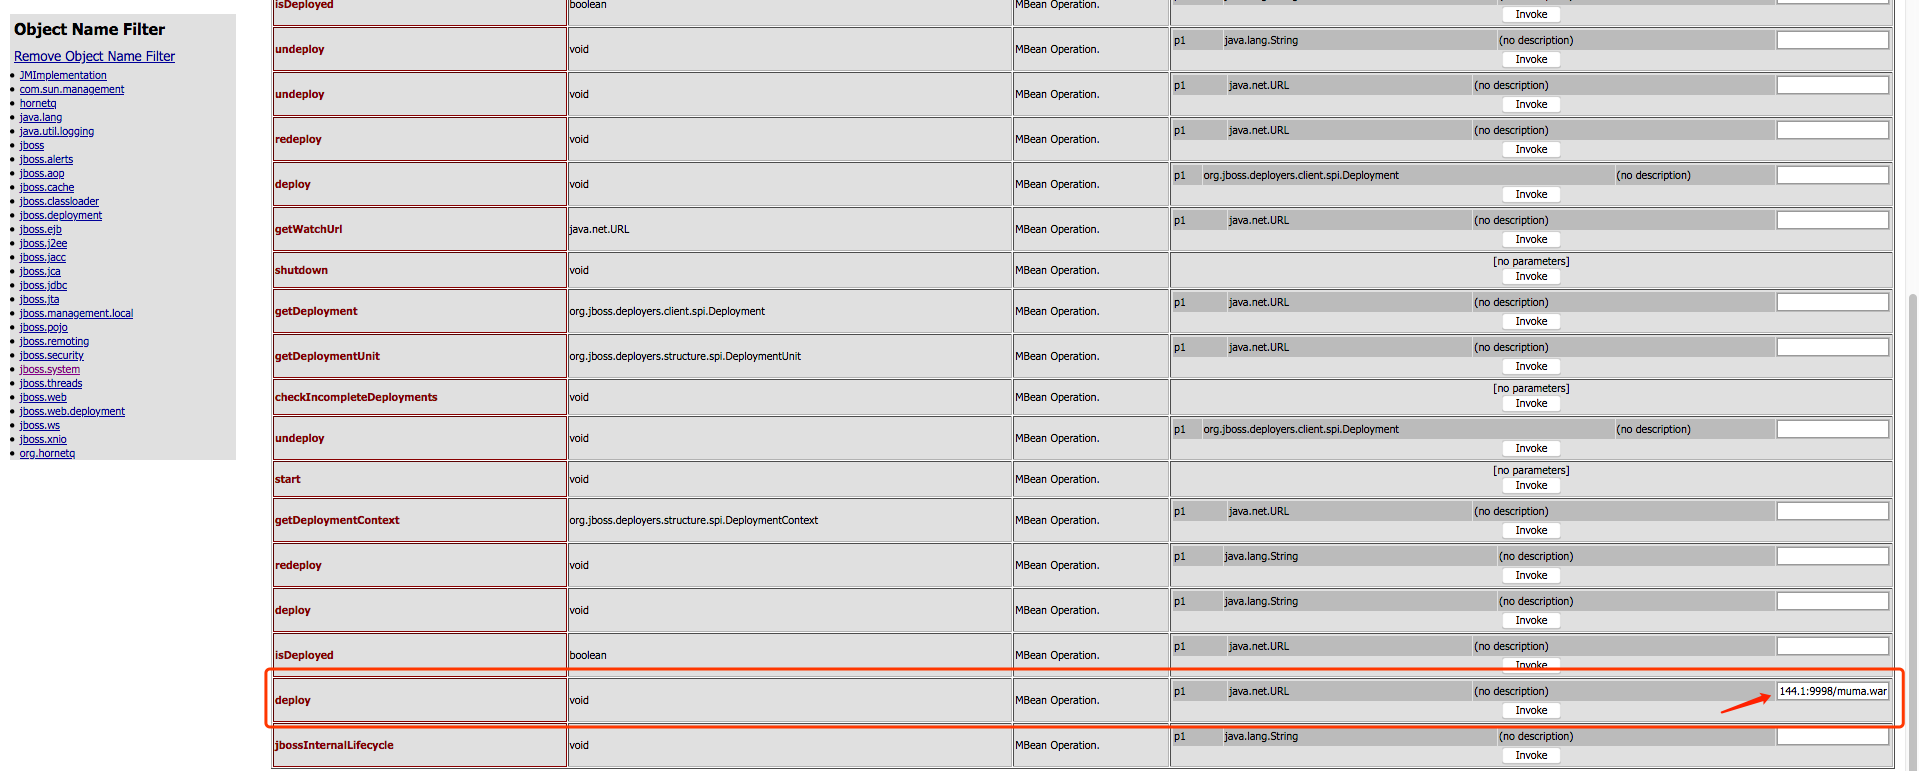 Object Name Filter
Remove Object Name Filter
JMImplementation
com.sun.management
hornetq
java.lang
java.util.logging
jboss
jboss.alerts
jboss.aop
jboss.cache
jboss.classloader
jboss.deployment
jboss.ejb
jboss.j2ee
jboss.jacc
jboss.jca
jboss.jdbc
jboss.jta
jboss.management.local
jboss.pojo
jboss.remoting
jboss.security
jboss.system
jboss.threads
jboss.web
jboss.web.deployment
jboss.ws
jboss.xnio
org.hornetq
isDeployed boolean MBean Operation.
Invoke
undeploy void MBean Operation. p1 java.lang.String (no description)
Invoke
undeploy void MBean Operation. p1 java.net.URL (no description)
Invoke
redeploy void MBean Operation. p1 java.net.URL (no description)
Invoke
deploy void MBean Operation. p1 org.jboss.deployers.client.spi.Deployment (no description)
Invoke
getWatchUrl java.net.URL MBean Operation. p1 java.net.URL (no description)
Invoke
shutdown void MBean Operation. [no parameters]
Invoke
getDeployment org.jboss.deployers.client.spi.Deployment MBean Operation. p1 java.net.URL (no description)
Invoke
getDeploymentUnit org.jboss.deployers.structure.spi.DeploymentUnit MBean Operation. p1 java.net.URL (no description)
Invoke
checkIncompleteDeployments void MBean Operation. [no parameters]
Invoke
undeploy void MBean Operation. p1 org.jboss.deployers.client.spi.Deployment (no description)
Invoke
start void MBean Operation. [no parameters]
Invoke
getDeploymentContext org.jboss.deployers.structure.spi.DeploymentContext MBean Operation. p1 java.net.URL (no description)
Invoke
redeploy void MBean Operation. p1 java.lang.String (no description)
Invoke
deploy void MBean Operation. p1 java.lang.String (no description)
Invoke
isDeployed boolean MBean Operation. p1 java.net.URL (no description)
Invoke
deploy void MBean Operation. p1 java.net.URL (no description) 144.1:9998/muma.war
Invoke
jbossInternalLifecycle void MBean Operation. p1 java.lang.String (no description)
Invoke